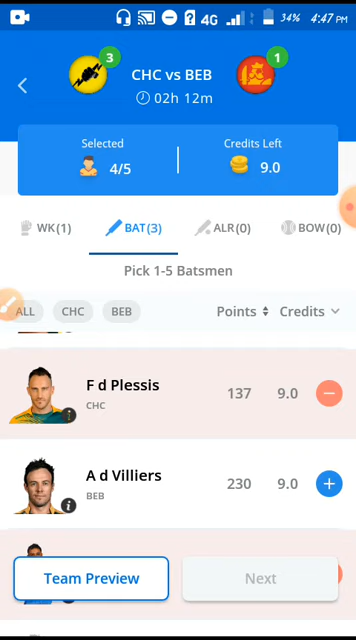 4G 34% 4:47 PM
3 CHC vs BEB 1
02h 12m
Selected Credits Left
4/5 9.0
WK(1) BAT(3) ALR(0) BOW(0)
Pick 1-5 Batsmen
ALL CHC BEB Points Credits
F d Plessis
137 9.0
CHC
A d Villiers
230 9.0
BEB
Team Preview Next